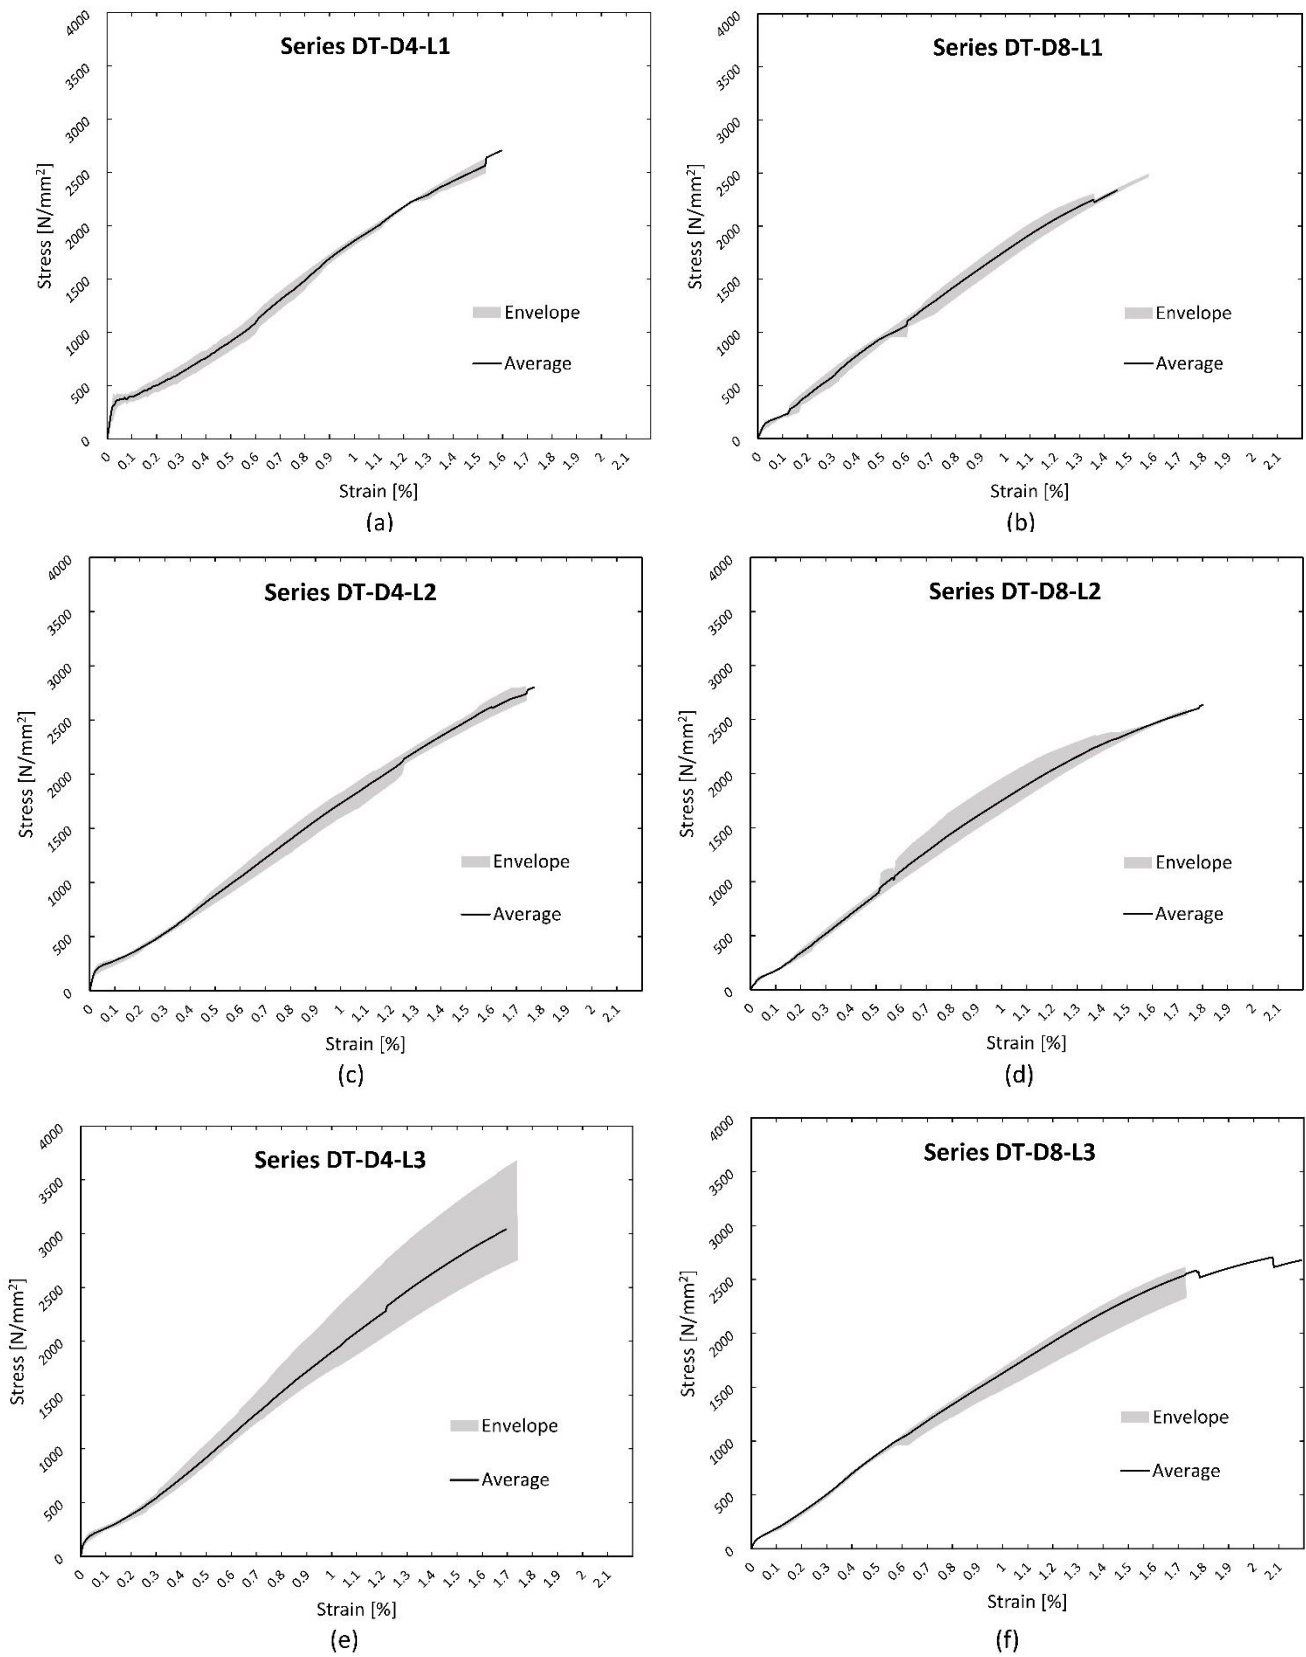 Series DT-D4-L1
Stress [N/mm²]
4000
3500
3000
2500
2000
1500
1000
500
0
Envelope
Average
0 0.1 0.2 0.3 0.4 0.5 0.6 0.7 0.8 0.9 1 1.1 1.2 1.3 1.4 1.5 1.6 1.7 1.8 1.9 2 2.1
Strain [%]
(a)
Series DT-D8-L1
Stress [N/mm²]
4000
3500
3000
2500
2000
1500
1000
500
0
Envelope
Average
0 0.1 0.2 0.3 0.4 0.5 0.6 0.7 0.8 0.9 1 1.1 1.2 1.3 1.4 1.5 1.6 1.7 1.8 1.9 2 2.1
Strain [%]
(b)
Series DT-D4-L2
Stress [N/mm²]
4000
3500
3000
2500
2000
1500
1000
500
0
Envelope
Average
0 0.1 0.2 0.3 0.4 0.5 0.6 0.7 0.8 0.9 1 1.1 1.2 1.3 1.4 1.5 1.6 1.7 1.8 1.9 2 2.1
Strain [%]
(c)
Series DT-D8-L2
Stress [N/mm²]
4000
3500
3000
2500
2000
1500
1000
500
0
Envelope
Average
0 0.1 0.2 0.3 0.4 0.5 0.6 0.7 0.8 0.9 1 1.1 1.2 1.3 1.4 1.5 1.6 1.7 1.8 1.9 2 2.1
Strain [%]
(d)
Series DT-D4-L3
Stress [N/mm²]
4000
3500
3000
2500
2000
1500
1000
500
0
Envelope
Average
0 0.1 0.2 0.3 0.4 0.5 0.6 0.7 0.8 0.9 1 1.1 1.2 1.3 1.4 1.5 1.6 1.7 1.8 1.9 2 2.1
Strain [%]
(e)
Series DT-D8-L3
Stress [N/mm²]
4000
3500
3000
2500
2000
1500
1000
500
0
Envelope
Average
0 0.1 0.2 0.3 0.4 0.5 0.6 0.7 0.8 0.9 1 1.1 1.2 1.3 1.4 1.5 1.6 1.7 1.8 1.9 2 2.1
Strain [%]
(f)